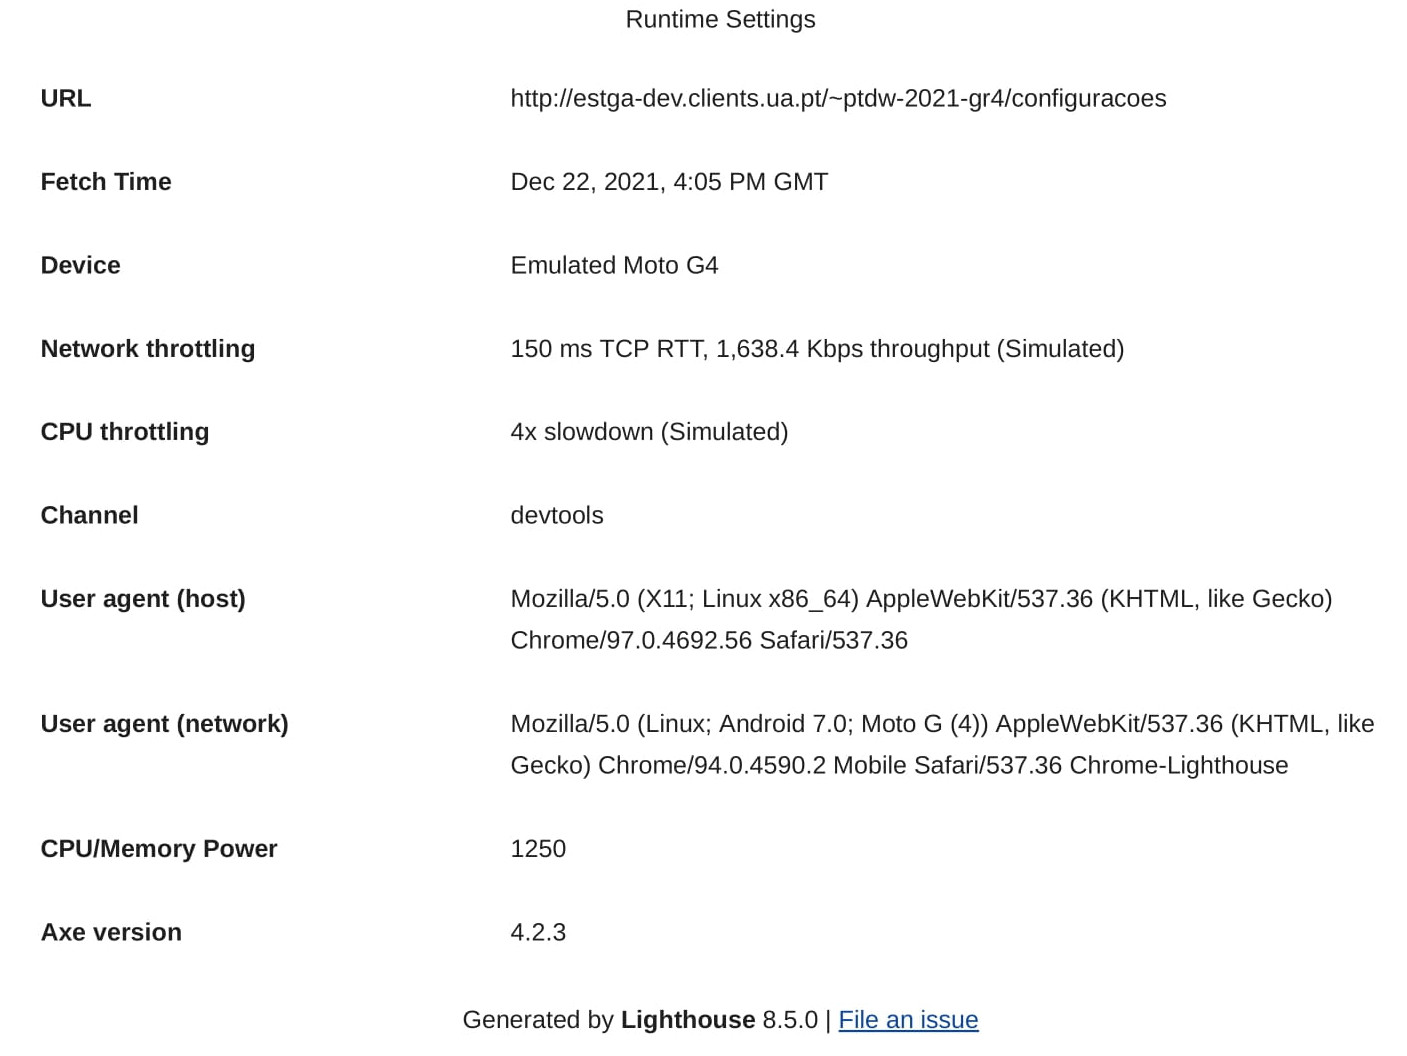 Runtime Settings
URL http://estga-dev.clients.ua.pt/~ptdw-2021-gr4/configuracoes
Fetch Time Dec 22, 2021, 4:05 PM GMT
Device Emulated Moto G4
Network throttling 150 ms TCP RTT, 1,638.4 Kbps throughput (Simulated)
CPU throttling 4x slowdown (Simulated)
Channel devtools
User agent (host) Mozilla/5.0 (X11; Linux x86_64) AppleWebKit/537.36 (KHTML, like Gecko)
Chrome/97.0.4692.56 Safari/537.36
User agent (network) Mozilla/5.0 (Linux; Android 7.0; Moto G (4)) AppleWebKit/537.36 (KHTML, like
Gecko) Chrome/94.0.4590.2 Mobile Safari/537.36 Chrome-Lighthouse
CPU/Memory Power 1250
Axe version 4.2.3
Generated by Lighthouse 8.5.0 | File an issue